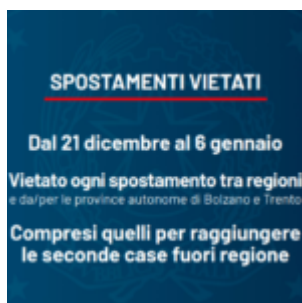 SPOSTAMENTI VIETATI
Dal 21 dicembre al 6 gennaio
Vietato ogni spostamento tra regioni
e da/per le province autonome di Bolzano e Trento
Compresi quelli per raggiungere
le seconde case fuori regione